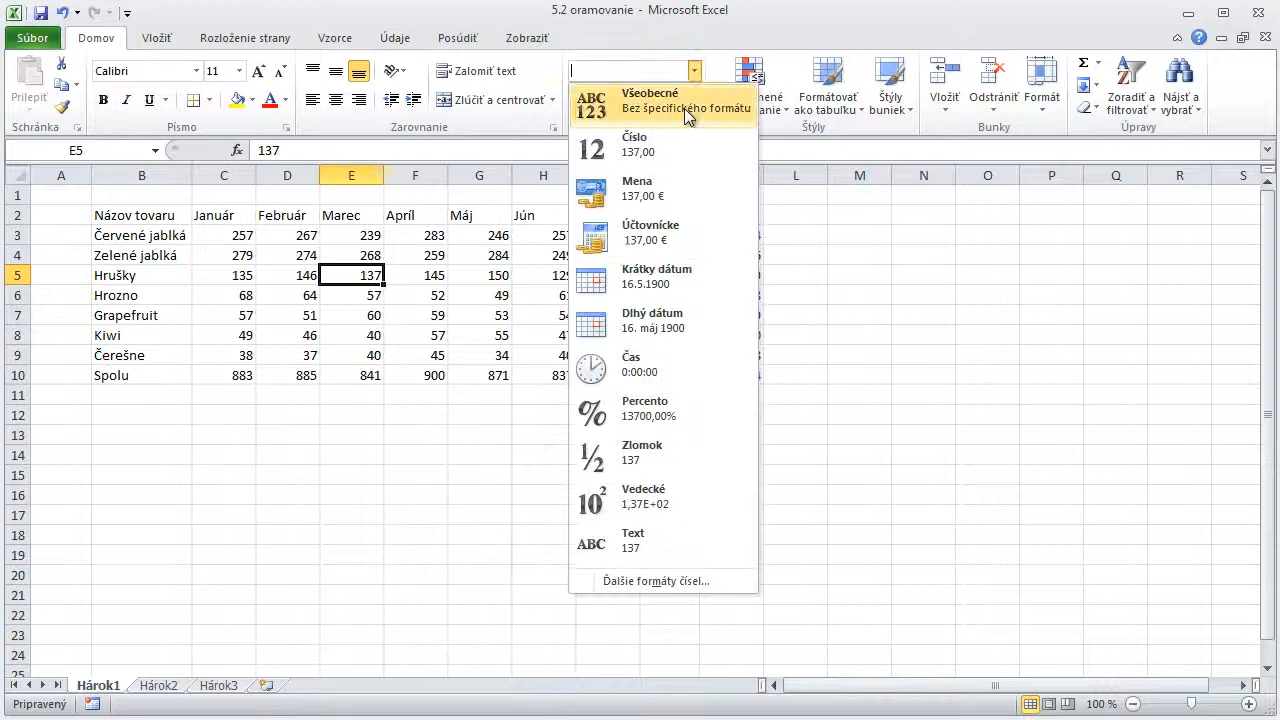 5.2 oramovanie - Microsoft Excel
Súbor Domov Vložiť Rozloženie strany Vzorce Údaje Posúdiť Zobraziť
Prilepiť Calibri 11 Zalomiť text
B I U A Zlúčiť a centrovať
Formátovať ako tabuľku Štýly bunky Vložiť Odstrániť Formát Zoradiť a filtrovať Nájsť a vybrať
Schránka Písmo Zarovnanie Štýly Bunky Úpravy
E5 fx 137
A B C D E F G H L M N O P Q R S
1
2 Názov tovaru Január Február Marec Apríl Máj Jún
3 Červené jablká 257 267 239 283 246
4 Zelené jablká 279 274 268 259 284
5 Hrušky 135 146 137 145 150
6 Hrozno 68 64 57 52 49
7 Grapefruit 57 51 60 59 53
8 Kiwi 49 46 40 57 55
9 Čerešne 38 37 40 45 34
10 Spolu 883 885 841 900 871
11
12
13
14
15
16
17
18
19
20
21
22
23
24
25
ABC 123 Všeobecné
Bez špecifického formátu
12 Číslo
137,00
Mena
137,00 €
Účtovnícke
137,00 €
Krátky dátum
16.5.1900
Dlhý dátum
16. máj 1900
Čas
0:00:00
% Percento
13700,00%
½ Zlomok
137
10² Vedecké
1,37E+02
ABC Text
137
Ďalšie formáty čísel...
Hárok1 Hárok2 Hárok3
Pripravený 100 %